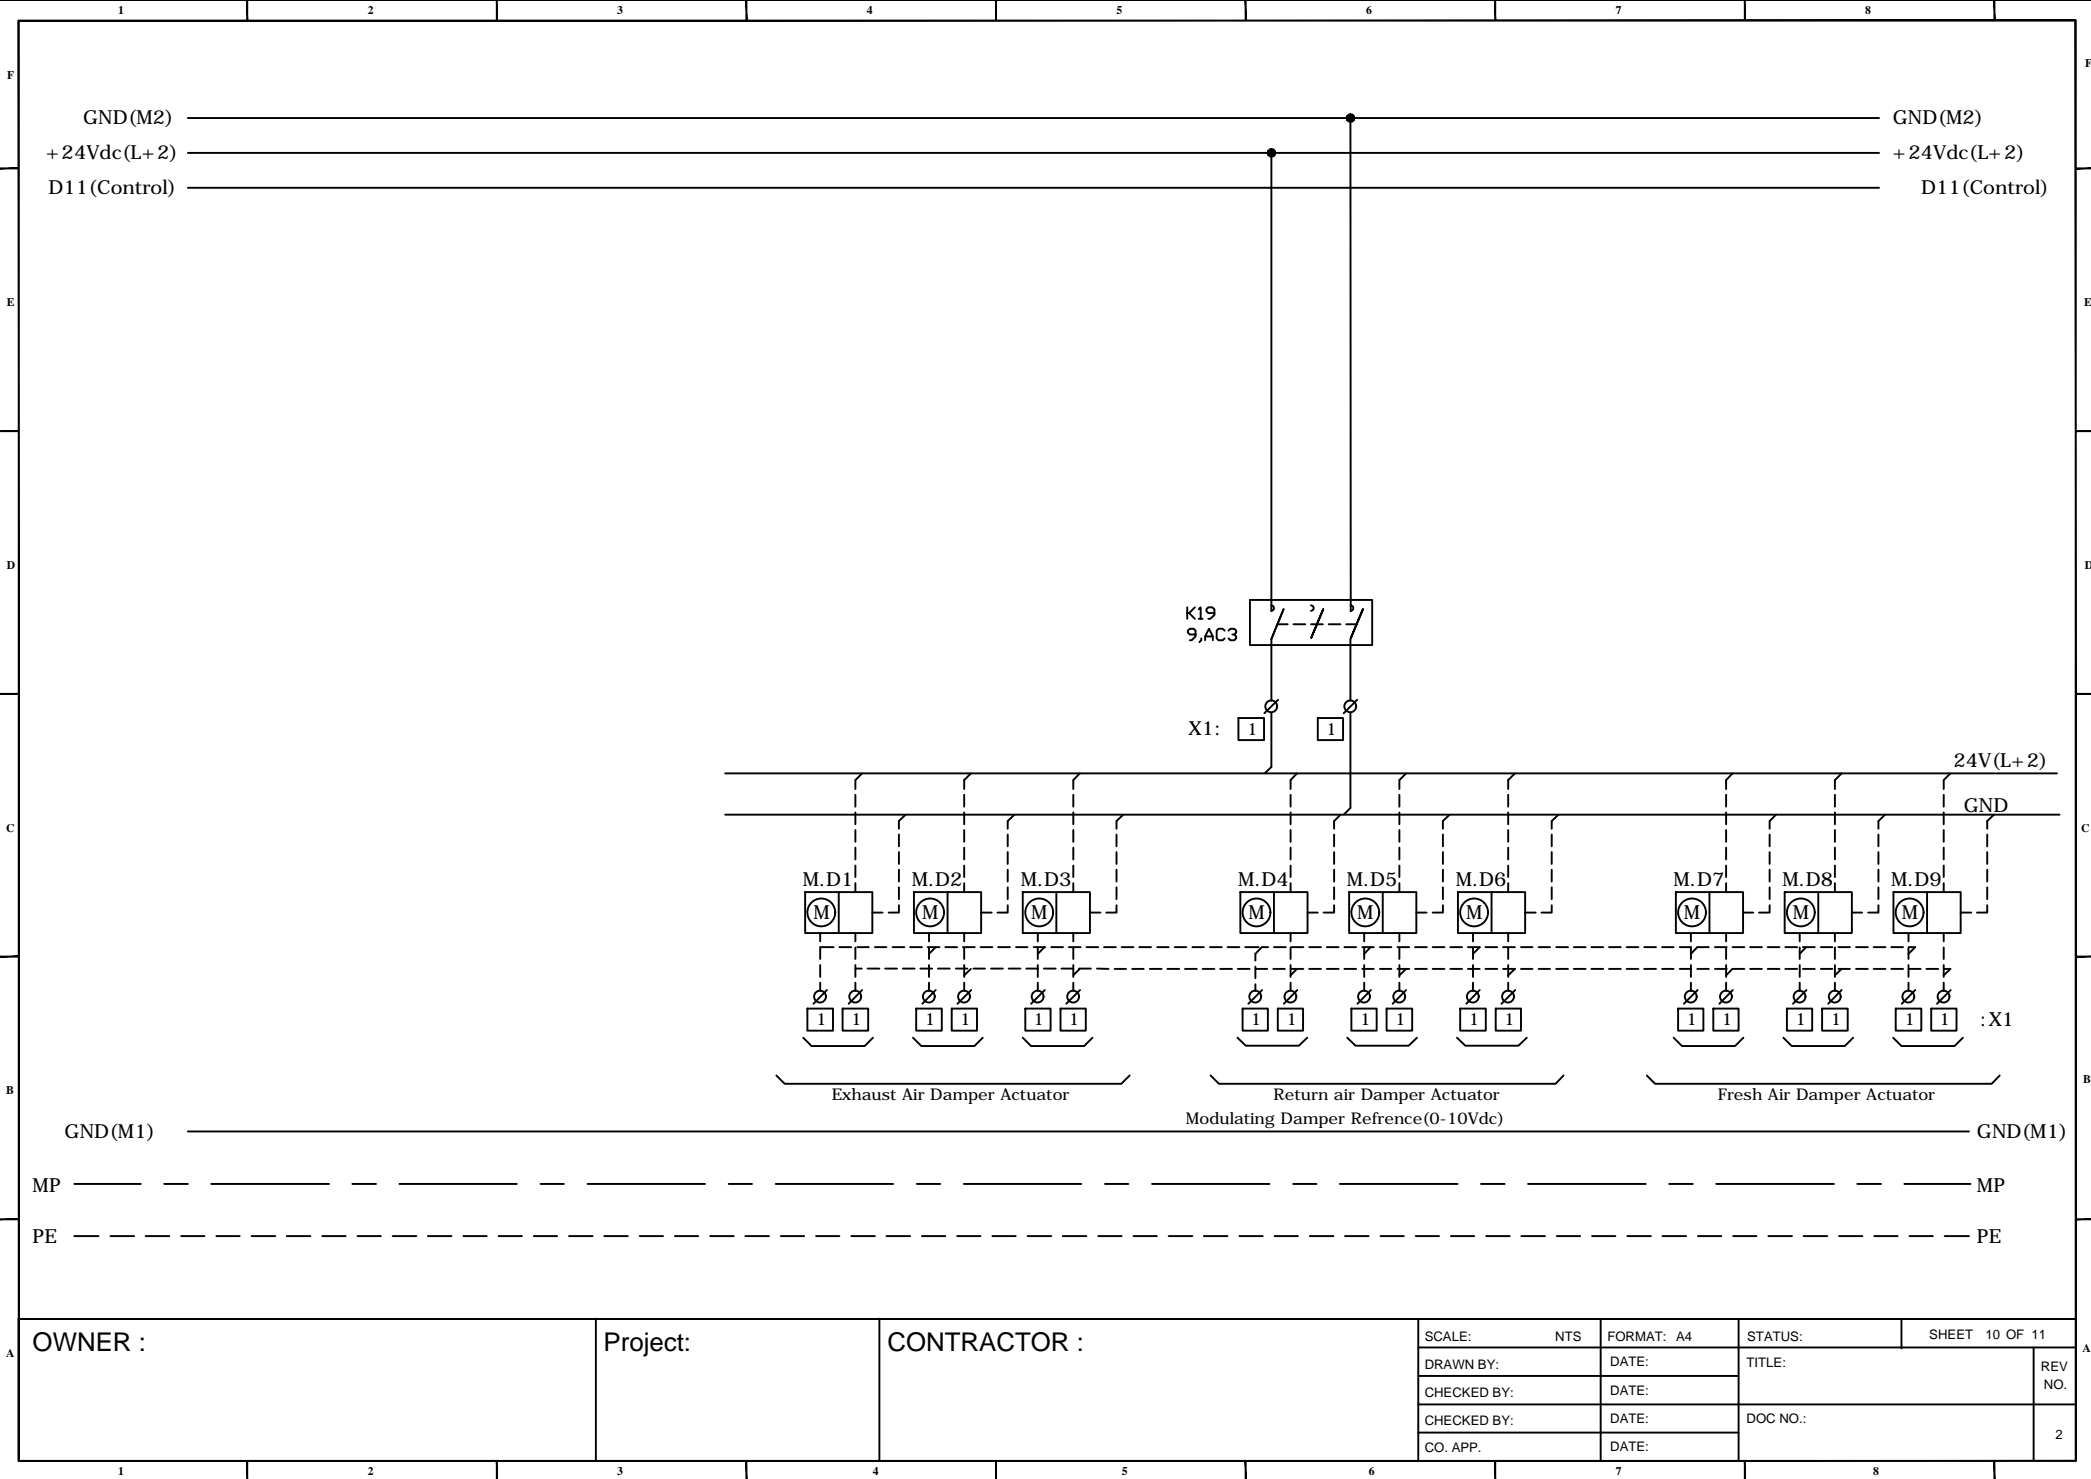 1 2 3 4 5 6 7 8
F F
GND(M2) GND(M2)
+24Vdc(L+2) +24Vdc(L+2)
D11(Control) D11(Control)
E E
D D
K19
9,AC3
X1: 1 1
24V(L+2)
GND
C C
M.D1 M.D2 M.D3 M.D4 M.D5 M.D6 M.D7 M.D8 M.D9
M M M M M M M M M
1 1 1 1 1 1 1 1 1 1 1 1 1 1 1 1 1 1 :X1
B B
Exhaust Air Damper Actuator Return air Damper Actuator Fresh Air Damper Actuator
Modulating Damper Refrence(0-10Vdc)
GND(M1) GND(M1)
MP MP
PE PE
A A
OWNER : Project: CONTRACTOR :
SCALE: NTS FORMAT: A4 STATUS: SHEET 10 OF 11
DRAWN BY: DATE: TITLE: REV
NO.
CHECKED BY: DATE:
CHECKED BY: DATE: DOC NO.: 2
CO. APP. DATE:
1 2 3 4 5 6 7 8